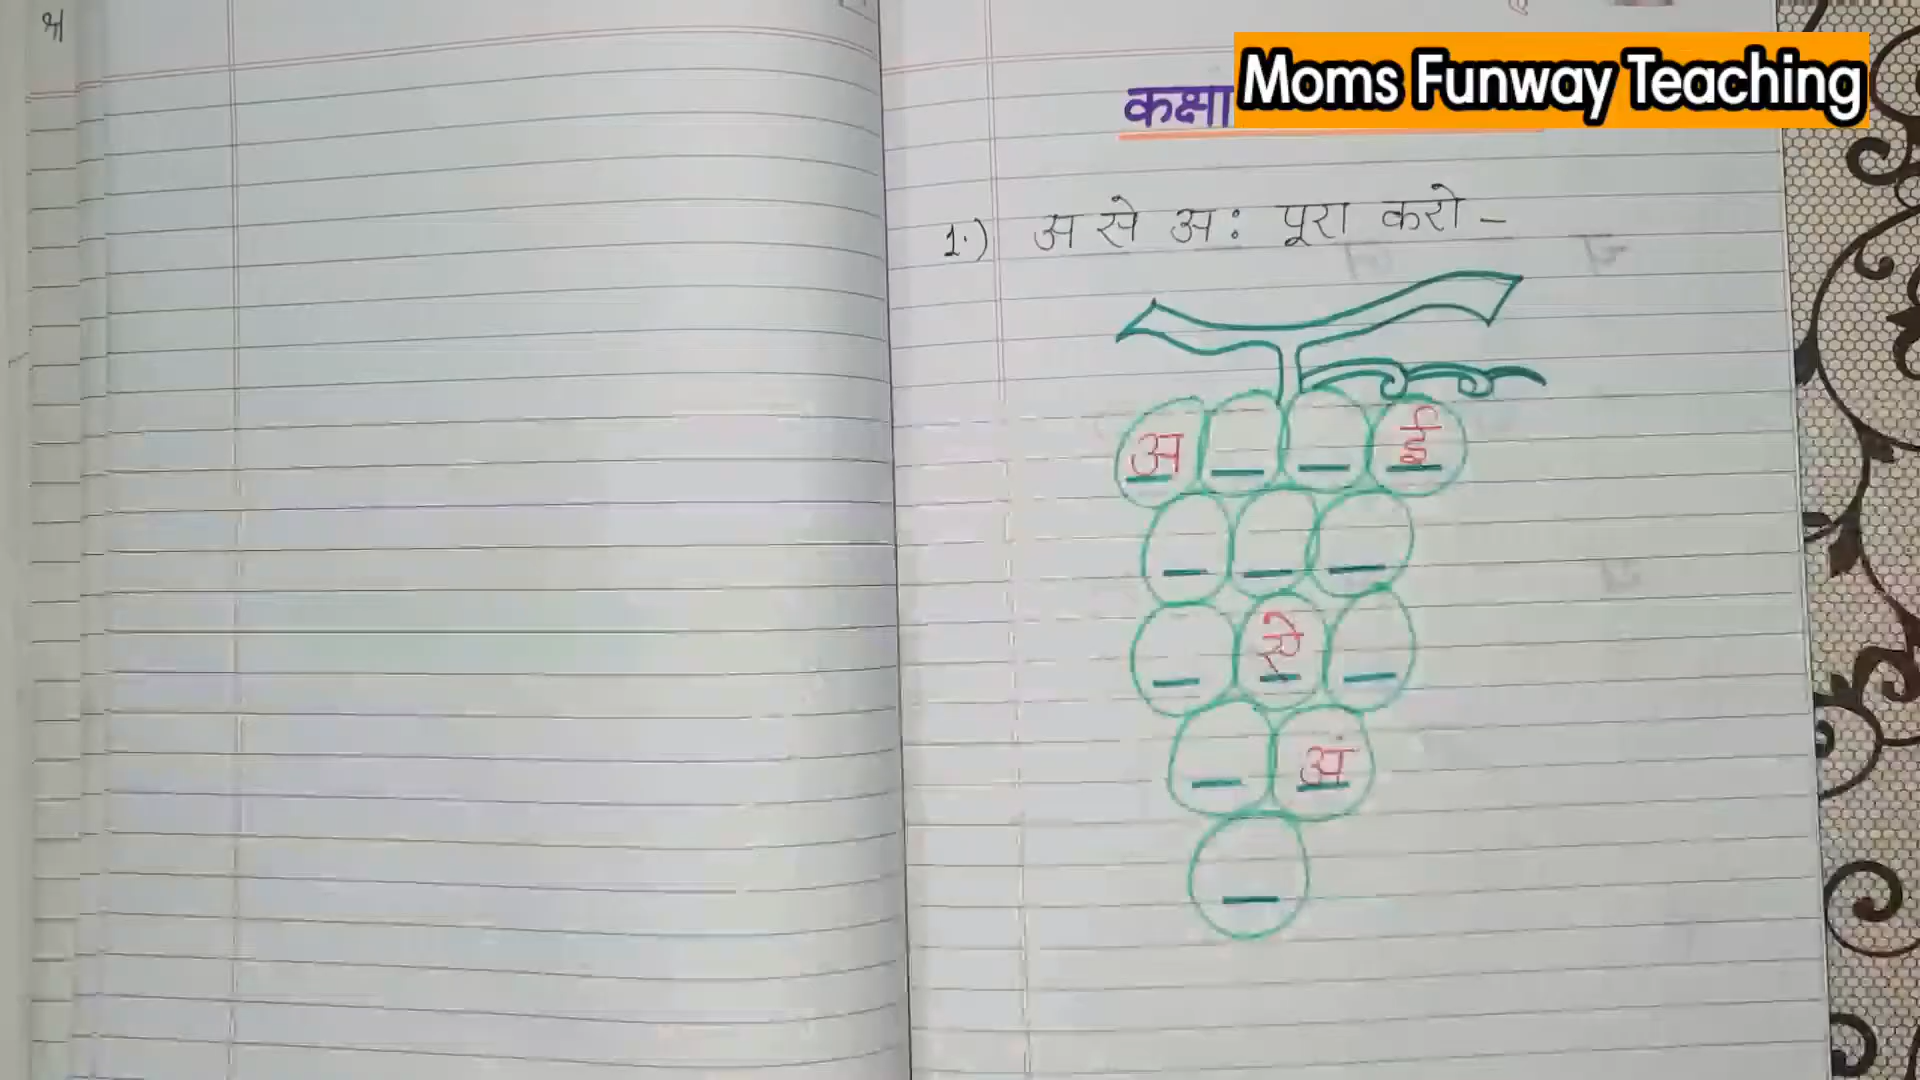 श्र
Moms Funway Teaching
कक्षा
1.) अ से अः पूरा करो -
अ _ _ ई
_ _ _
_ ऐ _
_ अं
_